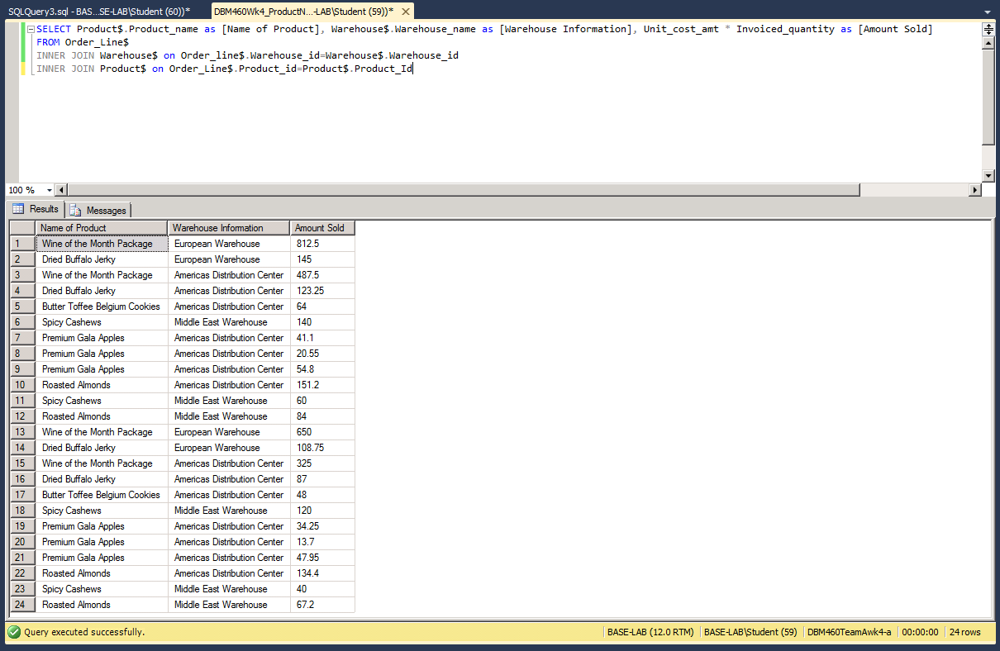 SQLQuery3.sql - BAS...SE-LAB\Student (60))* DBM460Wk4_ProductN...-LAB\Student (59))*
SELECT Product$.Product_name as [Name of Product], Warehouse$.Warehouse_name as [Warehouse Information], Unit_cost_amt * Invoiced_quantity as [Amount Sold]
FROM Order_Line$
INNER JOIN Warehouse$ on Order_line$.Warehouse_id=Warehouse$.Warehouse_id
INNER JOIN Product$ on Order_Line$.Product_id=Product$.Product_Id
100 %
Results Messages
Name of Product Warehouse Information Amount Sold
1 Wine of the Month Package European Warehouse 812.5
2 Dried Buffalo Jerky European Warehouse 145
3 Wine of the Month Package Americas Distribution Center 487.5
4 Dried Buffalo Jerky Americas Distribution Center 123.25
5 Butter Toffee Belgium Cookies Americas Distribution Center 64
6 Spicy Cashews Middle East Warehouse 140
7 Premium Gala Apples Americas Distribution Center 41.1
8 Premium Gala Apples Americas Distribution Center 20.55
9 Premium Gala Apples Americas Distribution Center 54.8
10 Roasted Almonds Americas Distribution Center 151.2
11 Spicy Cashews Middle East Warehouse 60
12 Roasted Almonds Middle East Warehouse 84
13 Wine of the Month Package European Warehouse 650
14 Dried Buffalo Jerky European Warehouse 108.75
15 Wine of the Month Package Americas Distribution Center 325
16 Dried Buffalo Jerky Americas Distribution Center 87
17 Butter Toffee Belgium Cookies Americas Distribution Center 48
18 Spicy Cashews Middle East Warehouse 120
19 Premium Gala Apples Americas Distribution Center 34.25
20 Premium Gala Apples Americas Distribution Center 13.7
21 Premium Gala Apples Americas Distribution Center 47.95
22 Roasted Almonds Americas Distribution Center 134.4
23 Spicy Cashews Middle East Warehouse 40
24 Roasted Almonds Middle East Warehouse 67.2
Query executed successfully. BASE-LAB (12.0 RTM) BASE-LAB\Student (59) DBM460TeamAwk4-a 00:00:00 24 rows